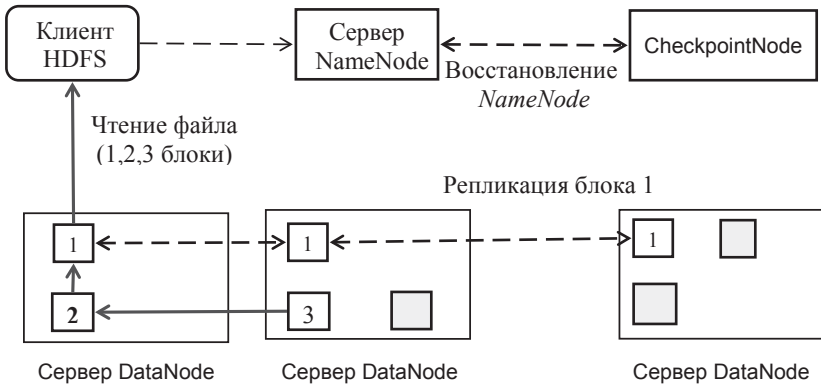 Клиент
HDFS
Сервер
NameNode
CheckpointNode
Восстановление
NameNode
Чтение файла
(1,2,3 блоки)
Репликация блока 1
1
1
1
2
3
Сервер DataNode
Сервер DataNode
Сервер DataNode